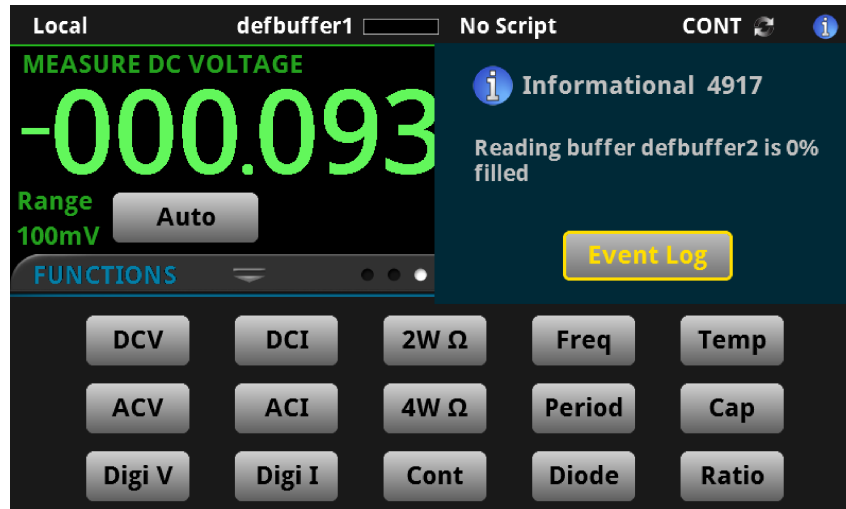 Local defbuffer1 No Script CONT
MEASURE DC VOLTAGE
-000.093
Range
100mV
Auto
Informational 4917
Reading buffer defbuffer2 is 0%
filled
Event Log
FUNCTIONS
DCV DCI 2W Ω Freq Temp
ACV ACI 4W Ω Period Cap
Digi V Digi I Cont Diode Ratio